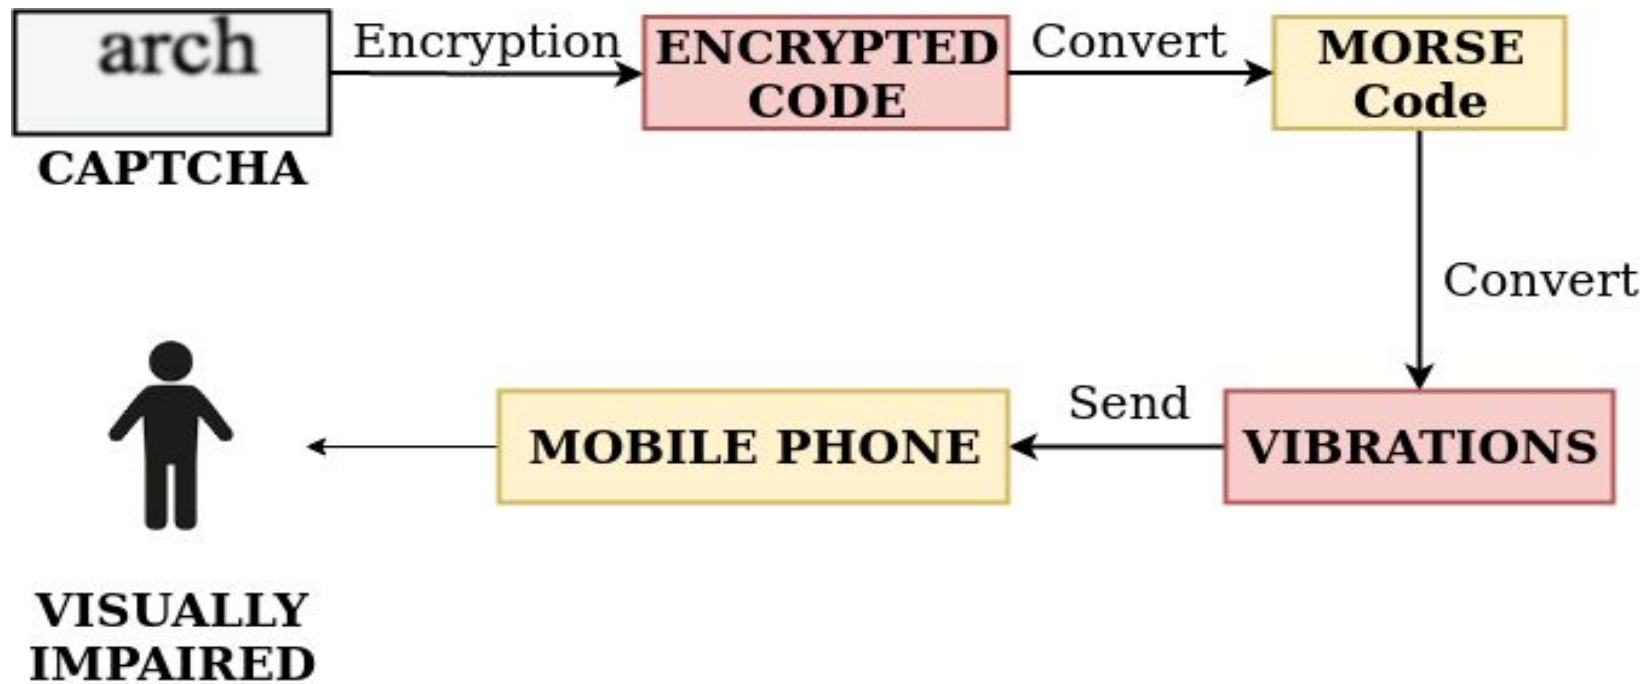 arch
Encryption
ENCRYPTED
CODE
Convert
MORSE
Code
CAPTCHA
Convert
Send
VIBRATIONS
MOBILE PHONE
VISUALLY
IMPAIRED